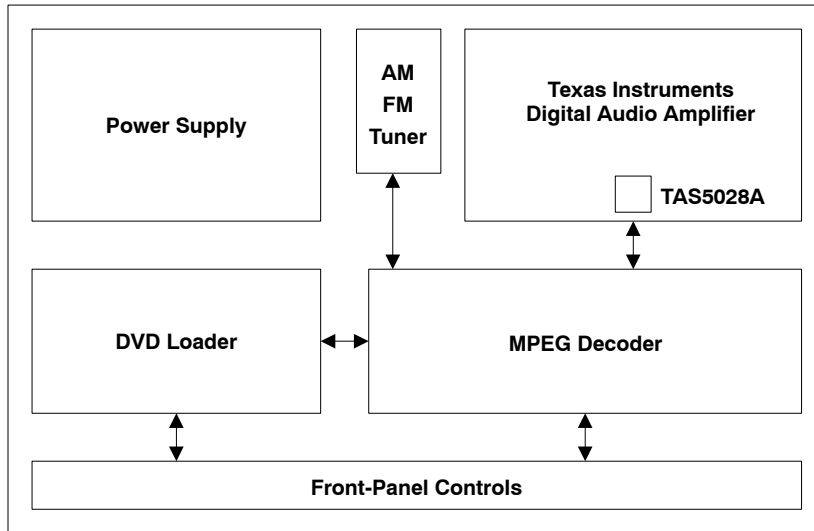 Power Supply
AM
FM
Tuner
Texas Instruments
Digital Audio Amplifier
TAS5028A
DVD Loader
MPEG Decoder
Front-Panel Controls